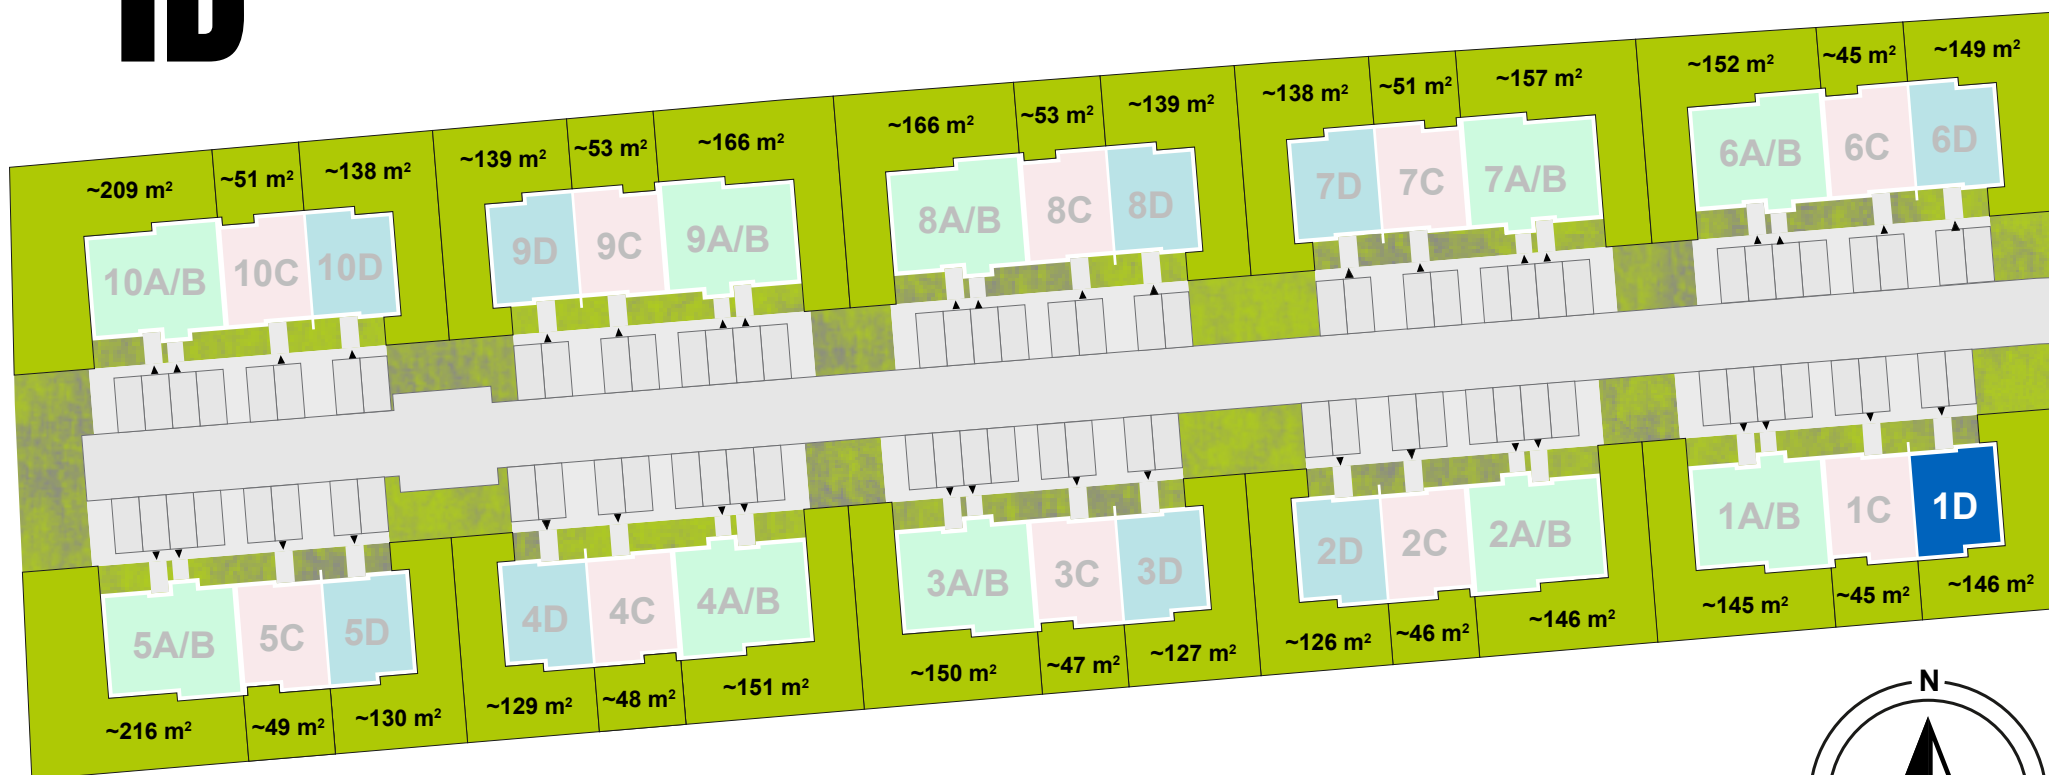 1D
~209 m²
~51 m²
~138 m²
~139 m²
~53 m²
~166 m²
~166 m²
~53 m²
~139 m²
~138 m²
~51 m²
~157 m²
~152 m²
~45 m²
~149 m²
10A/B
10C
10D
9D
9C
9A/B
8A/B
8C
8D
7D
7C
7A/B
6A/B
6C
6D
5A/B
5C
5D
4D
4C
4A/B
3A/B
3C
3D
2D
2C
2A/B
1A/B
1C
1D
~216 m²
~49 m²
~130 m²
~129 m²
~48 m²
~151 m²
~150 m²
~47 m²
~127 m²
~126 m²
~46 m²
~146 m²
~145 m²
~45 m²
~146 m²
N